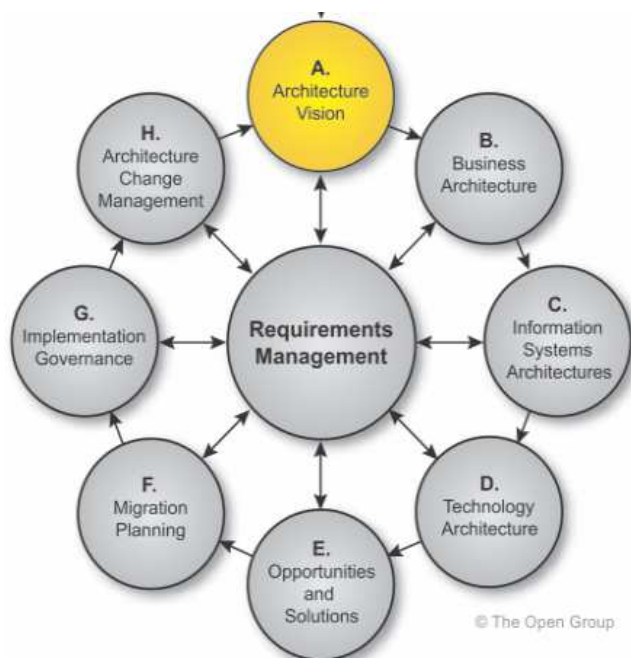 A.
Architecture
Vision
B.
Business
Architecture
C.
Information
Systems
Architectures
D.
Technology
Architecture
E.
Opportunities
and
Solutions
F.
Migration
Planning
G.
Implementation
Governance
H.
Architecture
Change
Management
Requirements
Management
© The Open Group